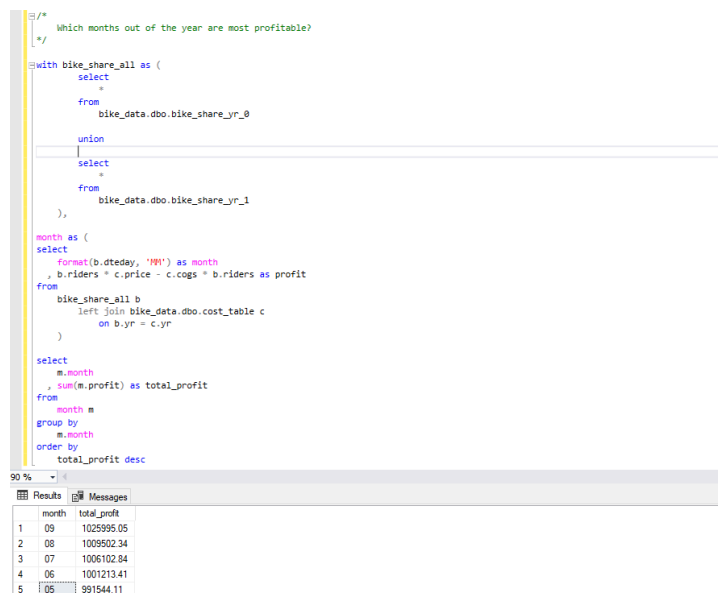 /*
Which months out of the year are most profitable?
*/
with bike_share_all as (
select
*
from
bike_data.dbo.bike_share_yr_0
union
select
*
from
bike_data.dbo.bike_share_yr_1
),
month as (
select
format(b.dteday, 'MM') as month
, b.riders * c.price - c.cogs * b.riders as profit
from
bike_share_all b
left join bike_data.dbo.cost_table c
on b.yr = c.yr
)
select
m.month
, sum(m.profit) as total_profit
from
month m
group by
m.month
order by
total_profit desc
90 %
Results Messages
month total_profit
1 09 1025995.05
2 08 1009502.34
3 07 1006102.84
4 06 1001213.41
5 05 991544.11